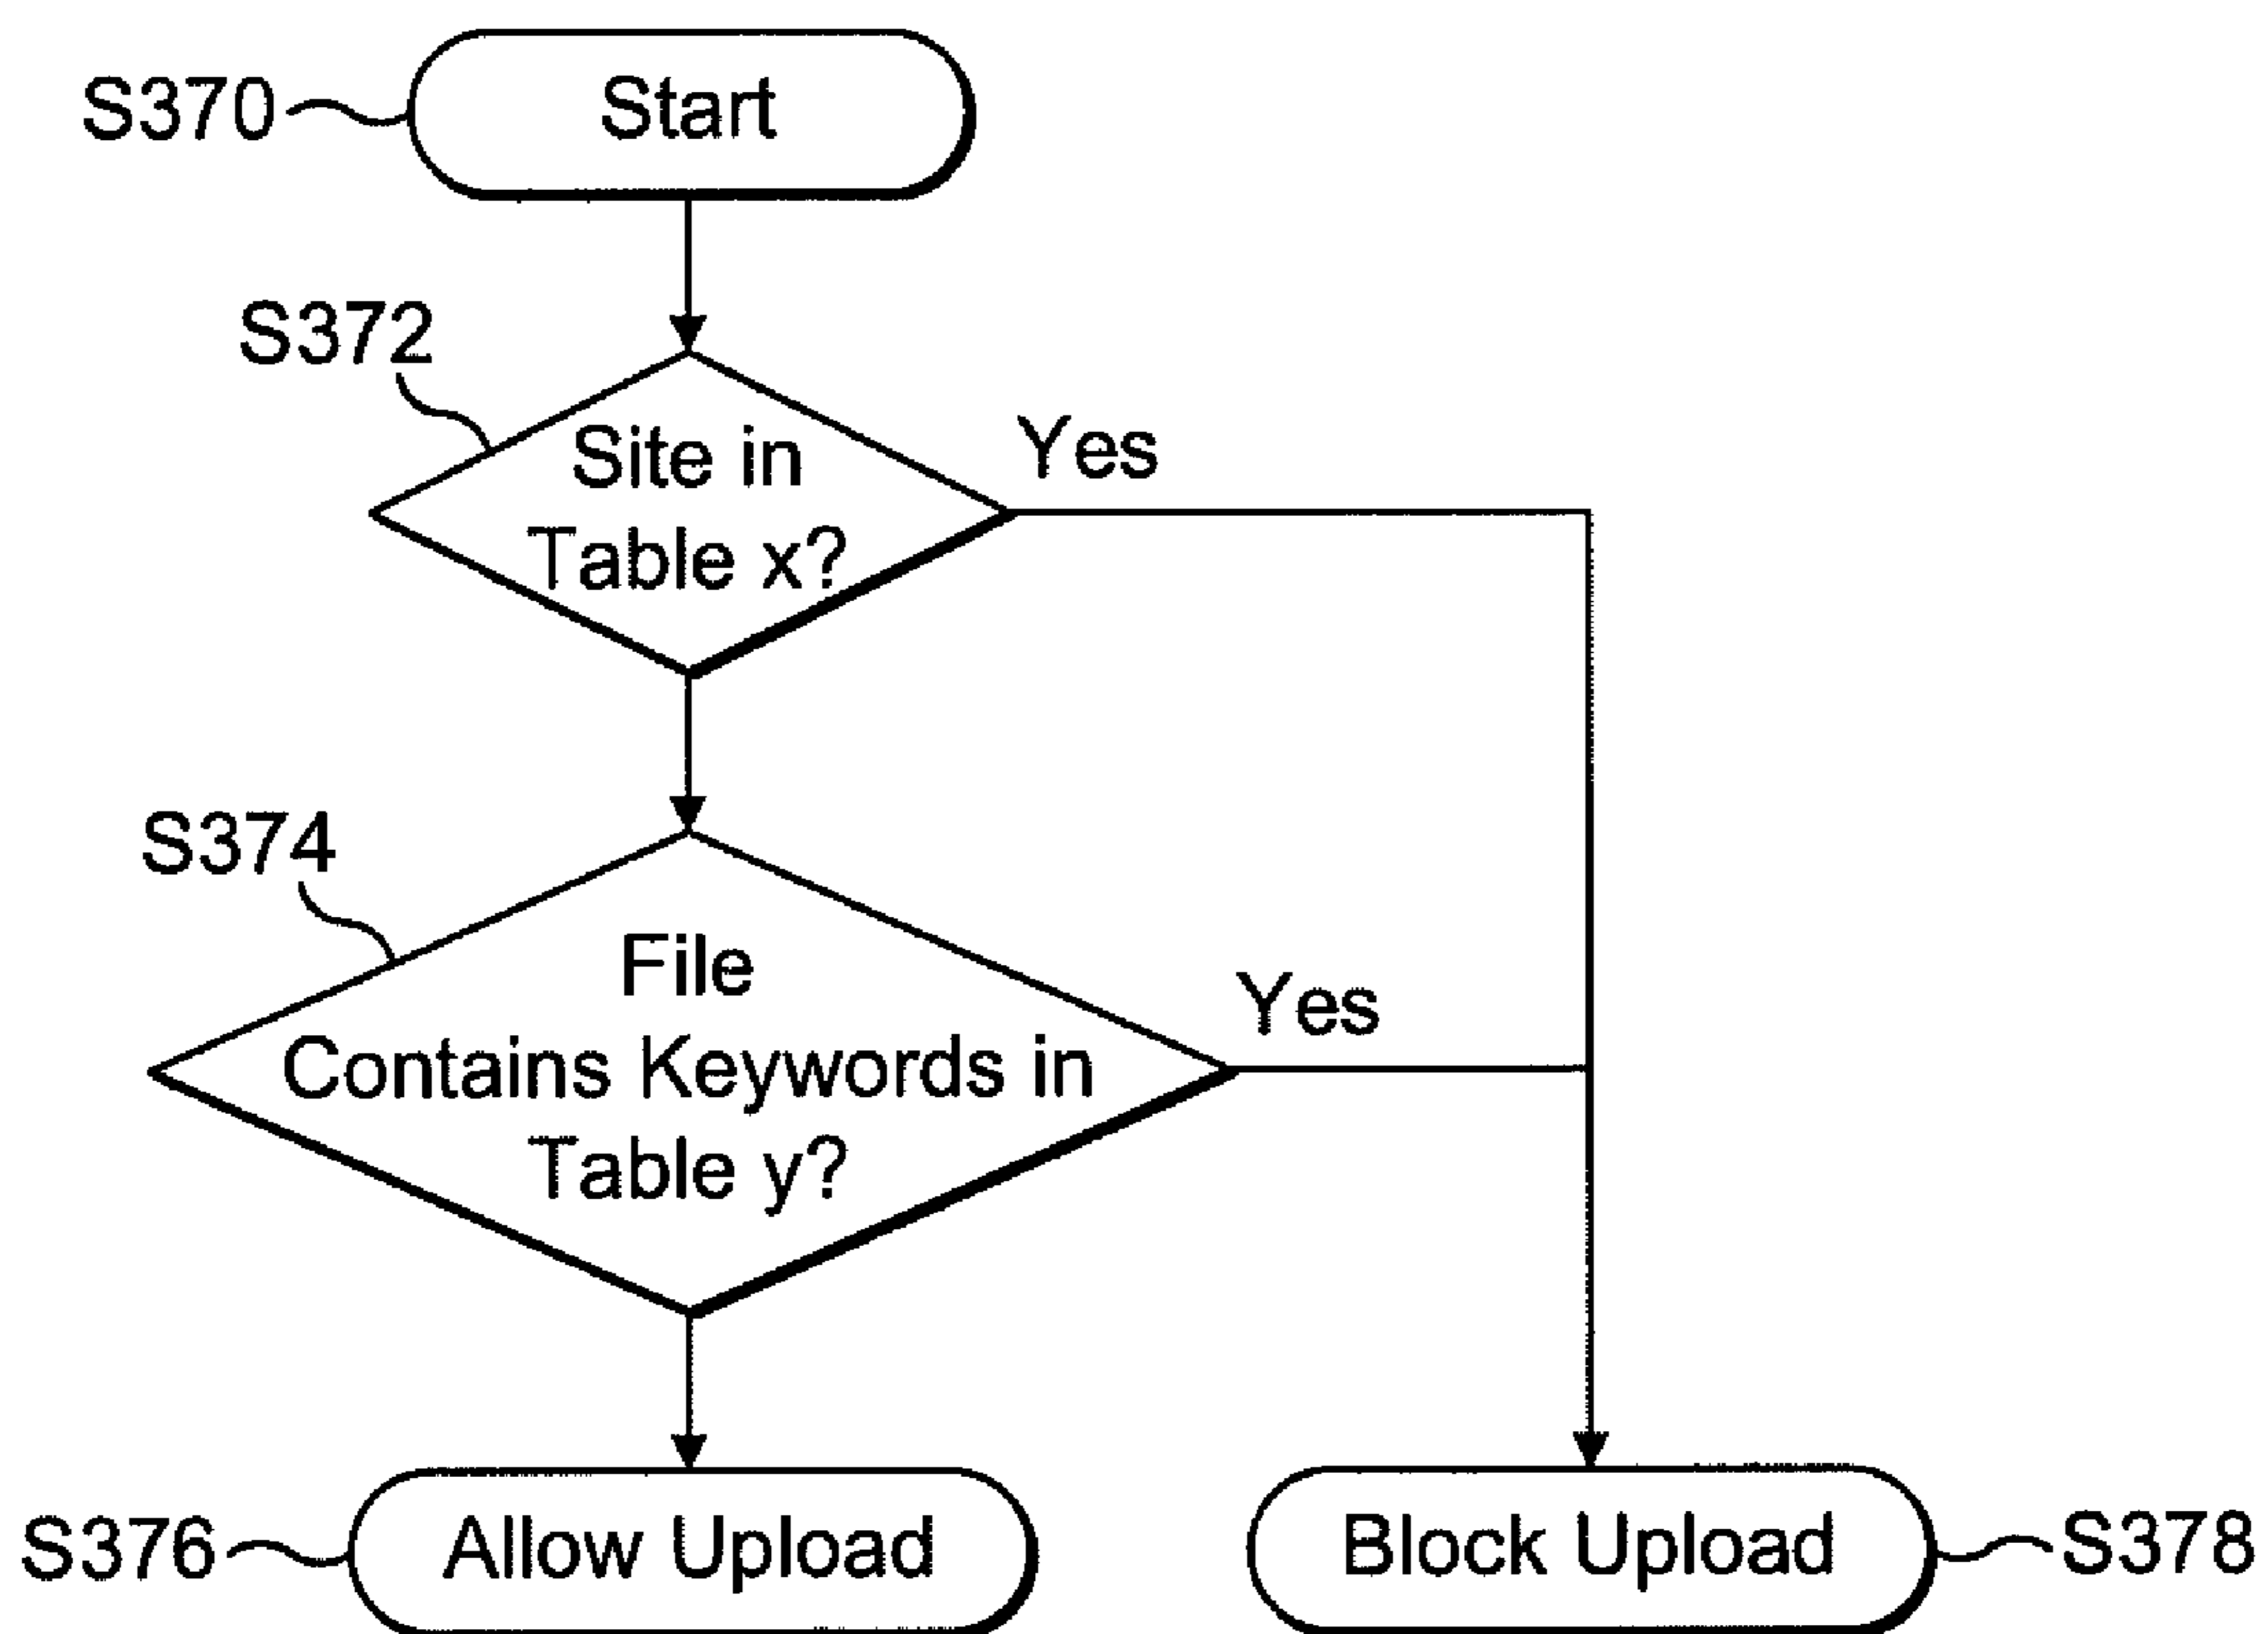 S370
Start
S372
Site in
Table x?
Yes
S374
File
Contains Keywords in
Table y?
Yes
S376
Allow Upload
Block Upload
S378